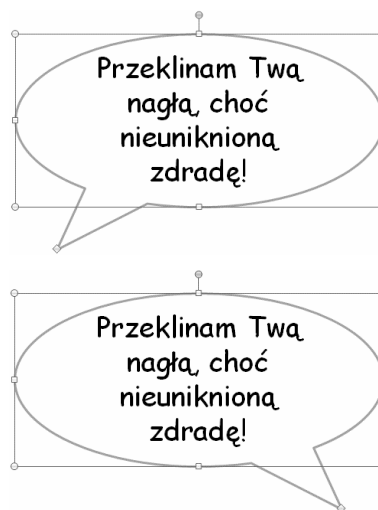 Przeklinam Twą
nagłą, choć
nieuniknioną
zdradę!
Przeklinam Twą
nagłą, choć
nieuniknioną
zdradę!